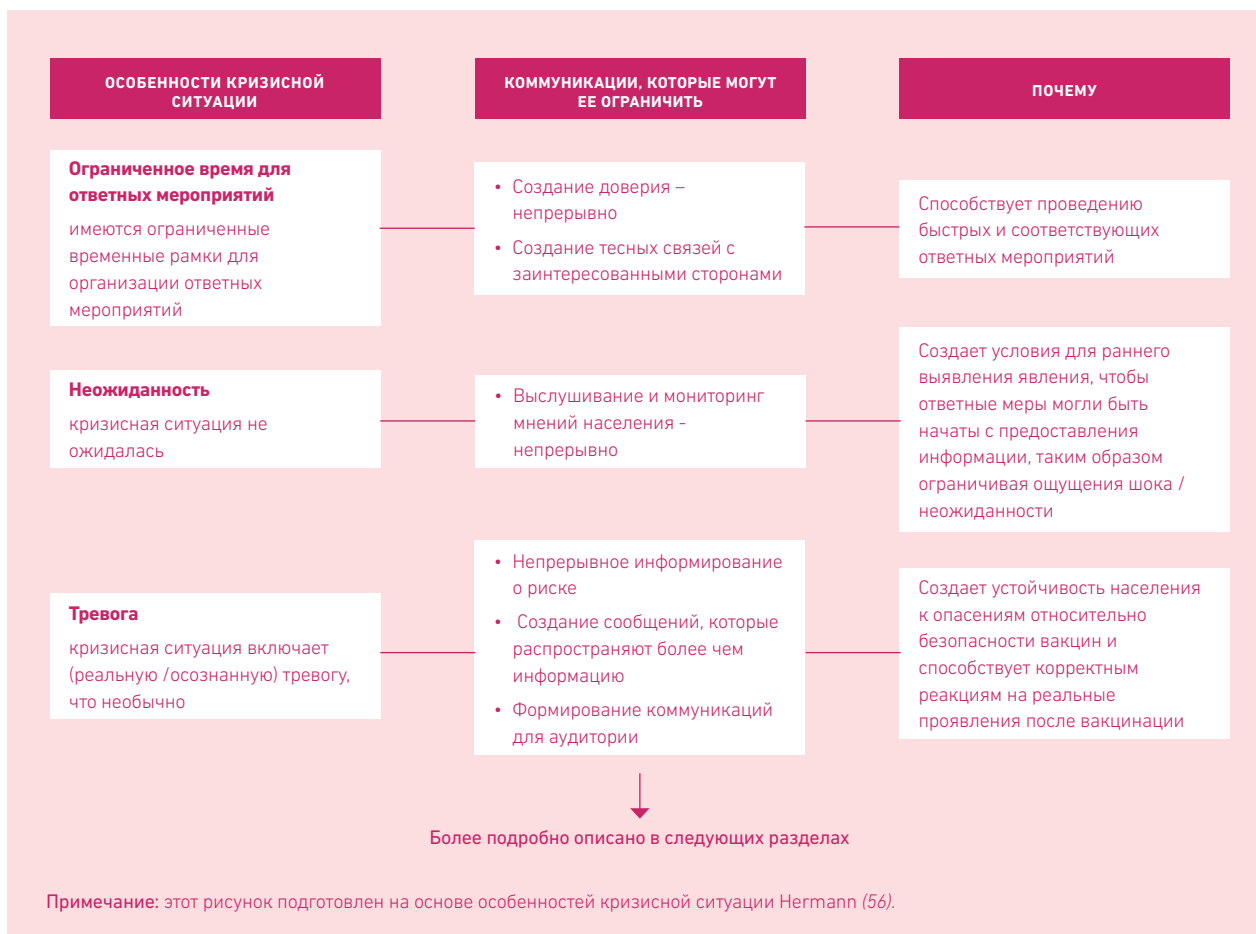 ОСОБЕННОСТИ КРИЗИСНОЙ
СИТУАЦИИ
КОММУНИКАЦИИ, КОТОРЫЕ МОГУТ
ЕЕ ОГРАНИЧИТЬ
ПОЧЕМУ
Ограниченное время для
ответных мероприятий
имеются ограниченные
временные рамки для
организации ответных
мероприятий
• Создание доверия –
непрерывно
• Создание тесных связей с
заинтересованными сторонами
Способствует проведению
быстрых и соответствующих
ответных мероприятий
Неожиданность
кризисная ситуация не
ожидалась
• Выслушивание и мониторинг
мнений населения -
непрерывно
Создает условия для раннего
выявления явления, чтобы
ответные меры могли быть
начаты с предоставления
информации, таким образом
ограничивая ощущения шока /
неожиданности
Тревога
кризисная ситуация включает
(реальную /осознанную) тревогу,
что необычно
• Непрерывное информирование
о риске
• Создание сообщений, которые
распространяют более чем
информацию
• Формирование коммуникаций
для аудитории
Создает устойчивость населения
к опасениям относительно
безопасности вакцин и
способствует корректным
реакциям на реальные
проявления после вакцинации
Более подробно описано в следующих разделах
Примечание: этот рисунок подготовлен на основе особенностей кризисной ситуации Hermann (56).